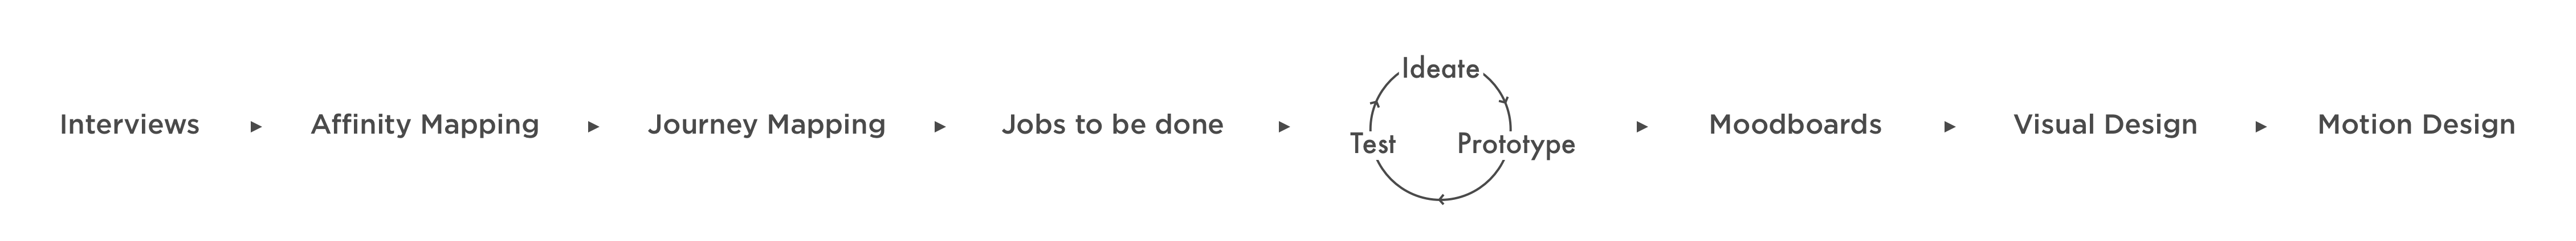 Interviews ▸ Affinity Mapping ▸ Journey Mapping ▸ Jobs to be done ▸
Ideate
Prototype
Test
▸ Moodboards ▸ Visual Design ▸ Motion Design